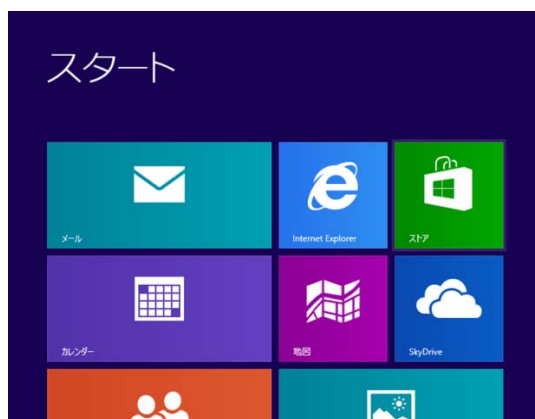 スタート
メール
Internet Explorer
ストア
カレンダー
地図
SkyDrive